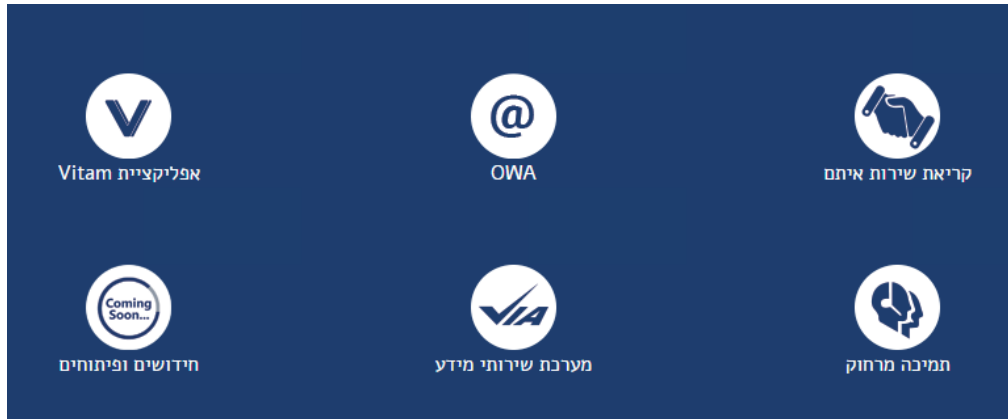 קריאת שירות איתם
@
OWA
V
אפליקציית Vitam
תמיכה מרחוק
VIA
מערכת שירותי מידע
Coming
Soon...
חידושים ופיתוחים